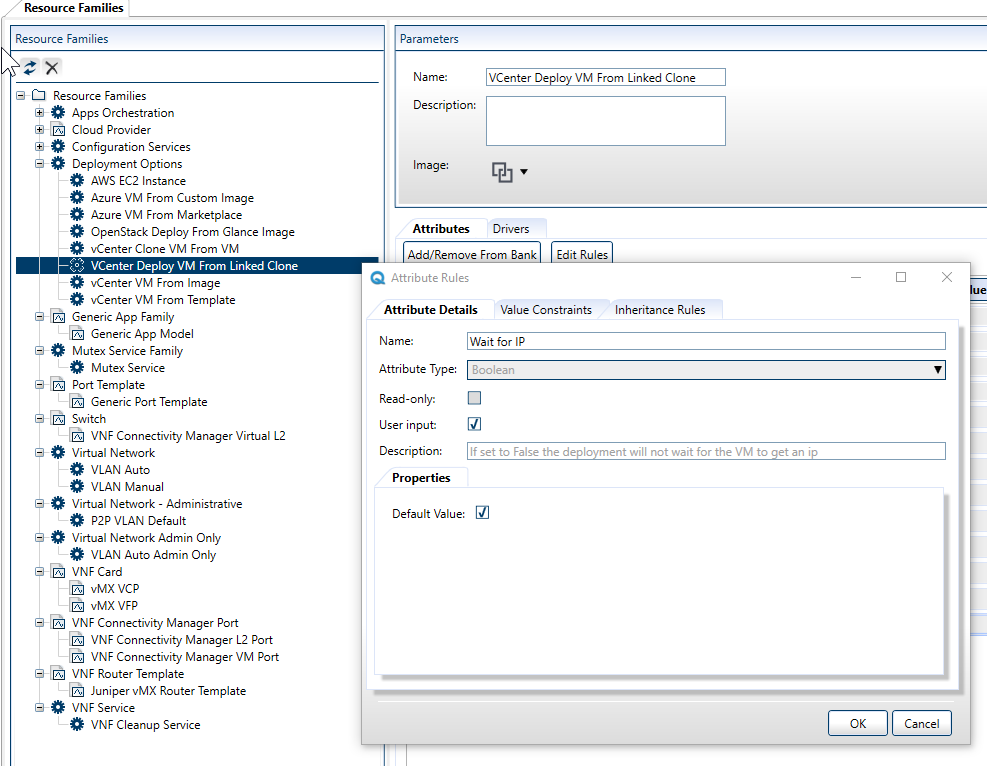 Resource Families
Resource Families
Resource Families
Apps Orchestration
Cloud Provider
Configuration Services
Deployment Options
AWS EC2 Instance
Azure VM From Custom Image
Azure VM From Marketplace
OpenStack Deploy From Glance Image
vCenter Clone VM From VM
VCenter Deploy VM From Linked Clone
vCenter VM From Image
vCenter VM From Template
Generic App Family
Generic App Model
Mutex Service Family
Mutex Service
Port Template
Generic Port Template
Switch
VNF Connectivity Manager Virtual L2
Virtual Network
VLAN Auto
VLAN Manual
Virtual Network - Administrative
P2P VLAN Default
Virtual Network Admin Only
VLAN Auto Admin Only
VNF Card
vMX VCP
vMX VFP
VNF Connectivity Manager Port
VNF Connectivity Manager L2 Port
VNF Connectivity Manager VM Port
VNF Router Template
Juniper vMX Router Template
VNF Service
VNF Cleanup Service
Parameters
Name: VCenter Deploy VM From Linked Clone
Description:
Image:
Attributes Drivers
Add/Remove From Bank Edit Rules
lue
Attribute Rules
Attribute Details Value Constraints Inheritance Rules
Name: Wait for IP
Attribute Type: Boolean
Read-only:
User input:
Description: If set to False the deployment will not wait for the VM to get an ip
Properties
Default Value:
OK Cancel